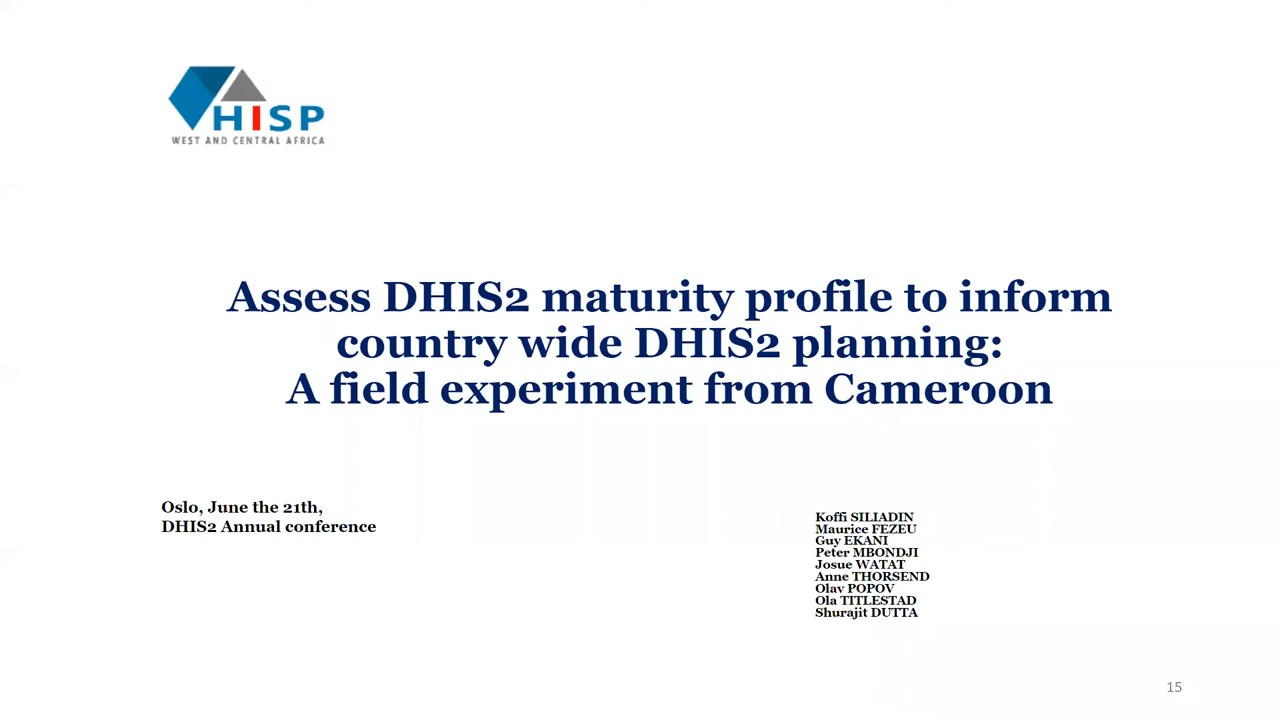 HISP
WEST AND CENTRAL AFRICA
Assess DHIS2 maturity profile to inform
country wide DHIS2 planning:
A field experiment from Cameroon
Oslo, June the 21th,
DHIS2 Annual conference
Koffi SILIADIN
Maurice FEZEU
Guy EKANI
Peter MBONDJI
Josue WATAT
Anne THORSEND
Olav POPOV
Ola TITLESTAD
Shurajit DUTTA
15